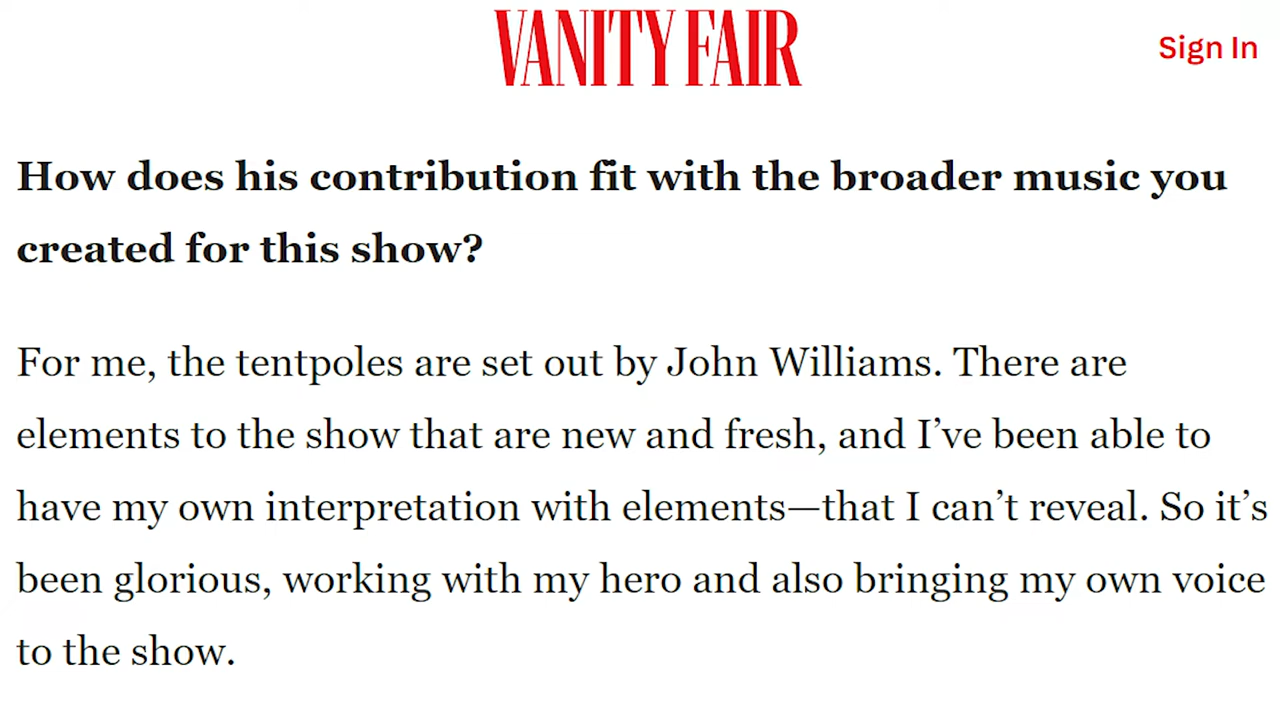 VANITY FAIR
Sign In
How does his contribution fit with the broader music you
created for this show?
For me, the tentpoles are set out by John Williams. There are
elements to the show that are new and fresh, and I’ve been able to
have my own interpretation with elements—that I can’t reveal. So it’s
been glorious, working with my hero and also bringing my own voice
to the show.